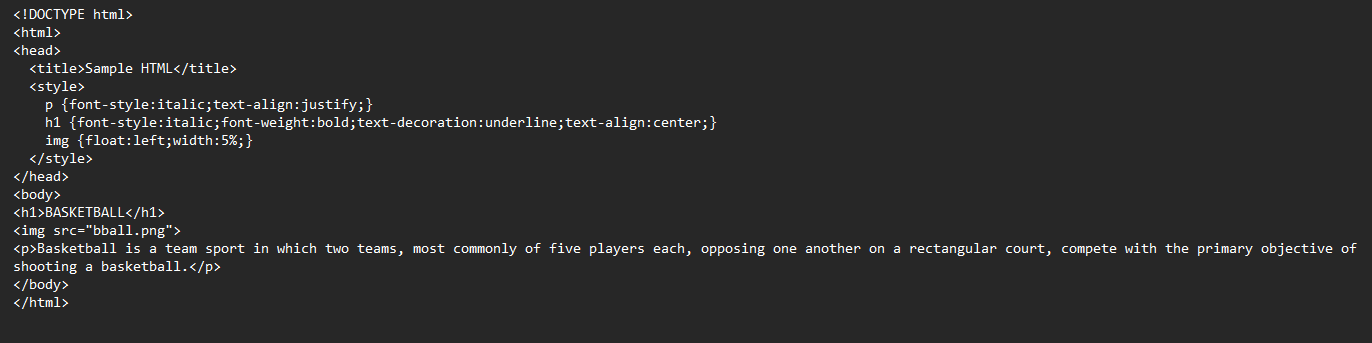 <!DOCTYPE html>
<html>
<head>
  <title>Sample HTML</title>
  <style>
    p {font-style:italic;text-align:justify;}
    h1 {font-style:italic;font-weight:bold;text-decoration:underline;text-align:center;}
    img {float:left;width:5%;}
  </style>
</head>
<body>
<h1>BASKETBALL</h1>
<img src="bball.png">
<p>Basketball is a team sport in which two teams, most commonly of five players each, opposing one another on a rectangular court, compete with the primary objective of
shooting a basketball.</p>
</body>
</html>